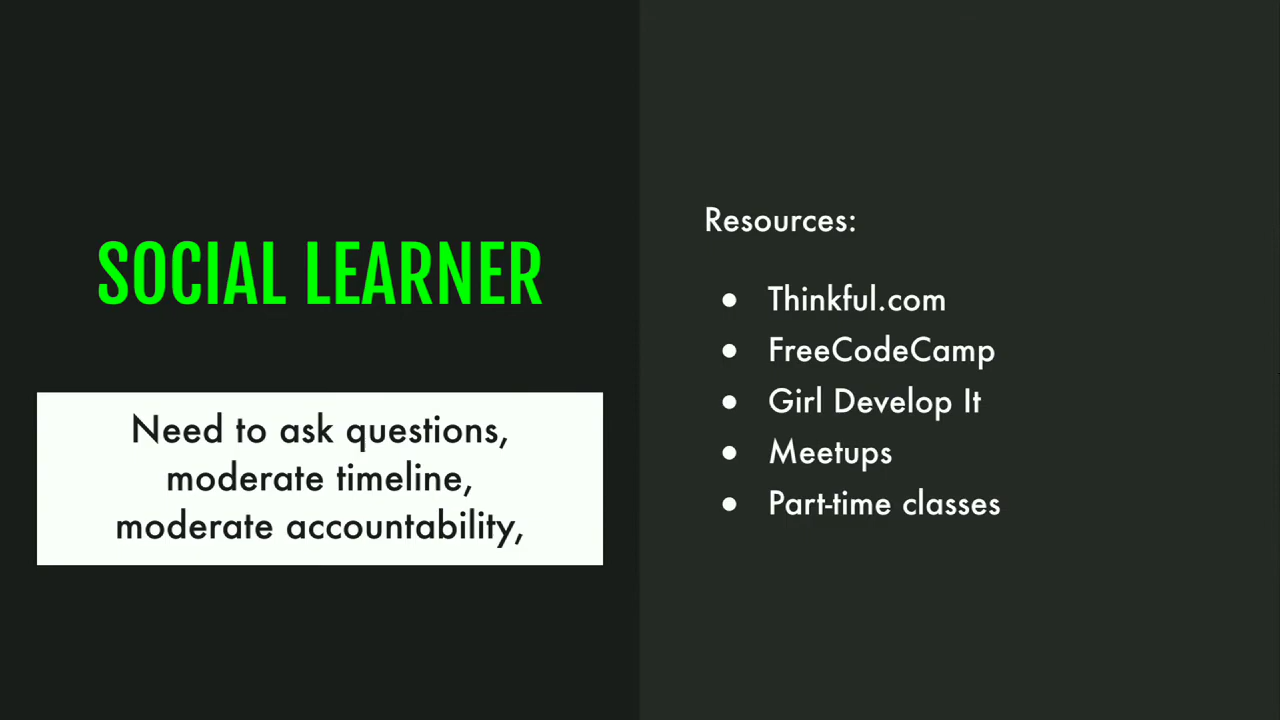 SOCIAL LEARNER
Need to ask questions,
moderate timeline,
moderate accountability,
Resources:
● Thinkful.com
● FreeCodeCamp
● Girl Develop It
● Meetups
● Part-time classes